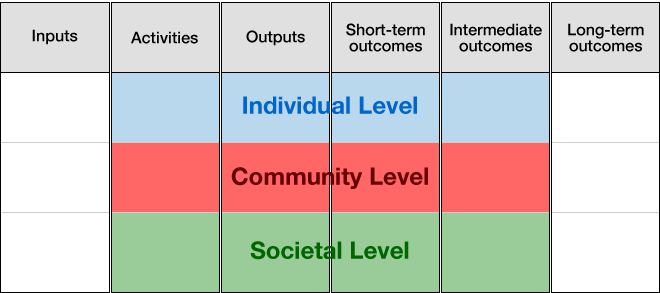 Inputs
Activities
Outputs
Short-term
outcomes
Intermediate
outcomes
Long-term
outcomes
Individual Level
Community Level
Societal Level